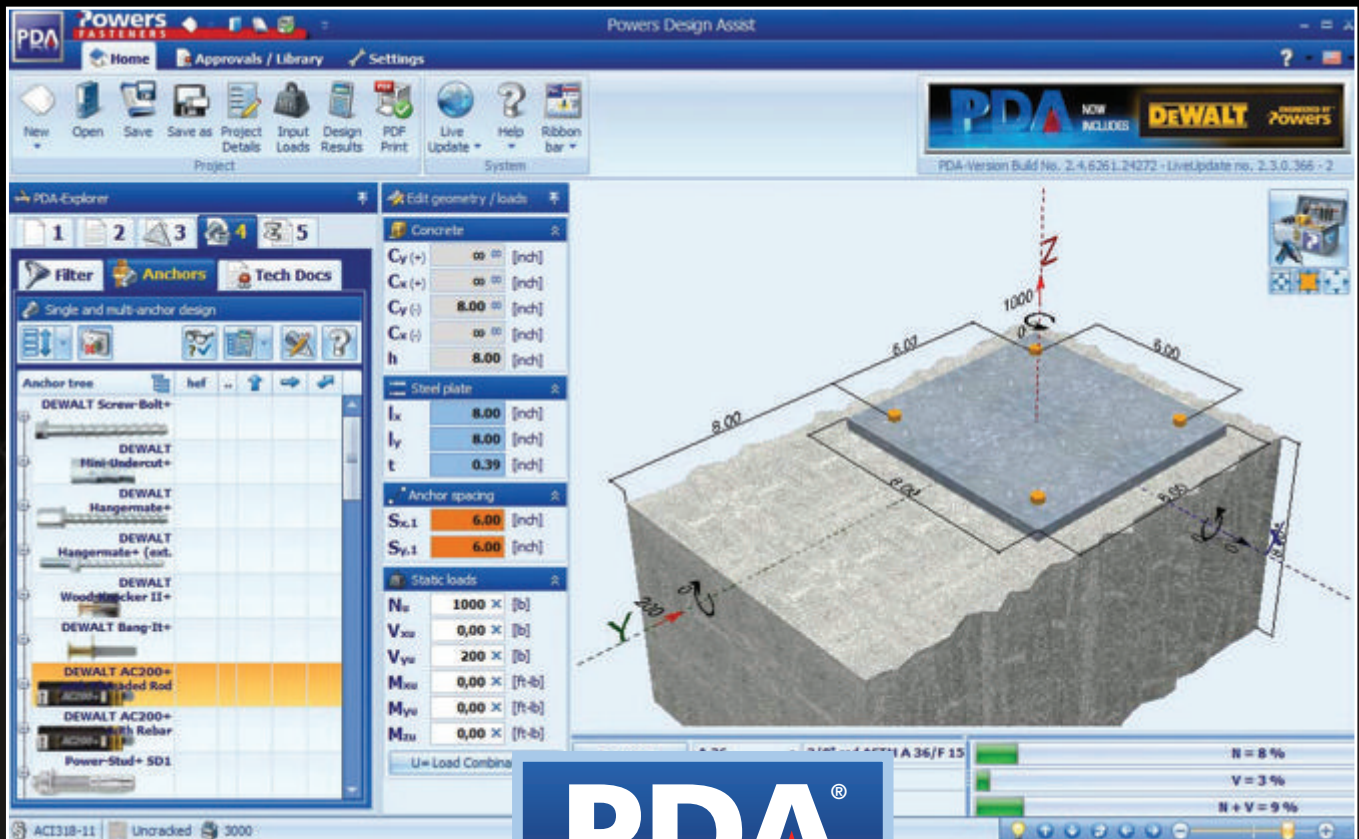 PDA
Powers
FASTENERS
Powers Design Assist
Home
Approvals / Library
Settings
?
New
Open
Save
Save as
Project Details
Input Loads
Design Results
PDF Print
Live Update
Help
Ribbon bar
Project
System
PDA NOW INCLUDES DEWALT ENGINEERED BY Powers
PDA-Version Build No. 2.4.6261.24272 - LiveUpdate no. 2.3.0.366 - 2
PDA-Explorer
1 2 3 4 5
Filter
Anchors
Tech Docs
Single and multi-anchor design
Anchor tree hef ..
DEWALT Screw-Bolt+
DEWALT
Mini-Undercut+
DEWALT
Hangermate+
DEWALT
Hangermate+ (ext.
DEWALT
Wood-Knocker II+
DEWALT Bang-It+
DEWALT AC200+
DEWALT AC200+
Power-Stud+ SD1
Edit geometry / loads
Concrete
Cy (+) ∞ ∞ [inch]
Cx (+) ∞ ∞ [inch]
Cy (-) 8.00 ∞ [inch]
Cx (-) ∞ ∞ [inch]
h 8.00 [inch]
Steel plate
lx 8.00 [inch]
ly 8.00 [inch]
t 0.39 [inch]
Anchor spacing
Sx,1 6.00 [inch]
Sy,1 6.00 [inch]
Static loads
Nu 1000 × [lb]
Vxu 0,00 × [lb]
Vyu 200 × [lb]
Mxu 0,00 × [ft-lb]
Myu 0,00 × [ft-lb]
Mzu 0,00 × [ft-lb]
U= Load Combina
Z
1000
0
8.00
Y
200
N = 8 %
V = 3 %
N + V = 9 %
ACI318-11 Uncracked 3000
PDA®